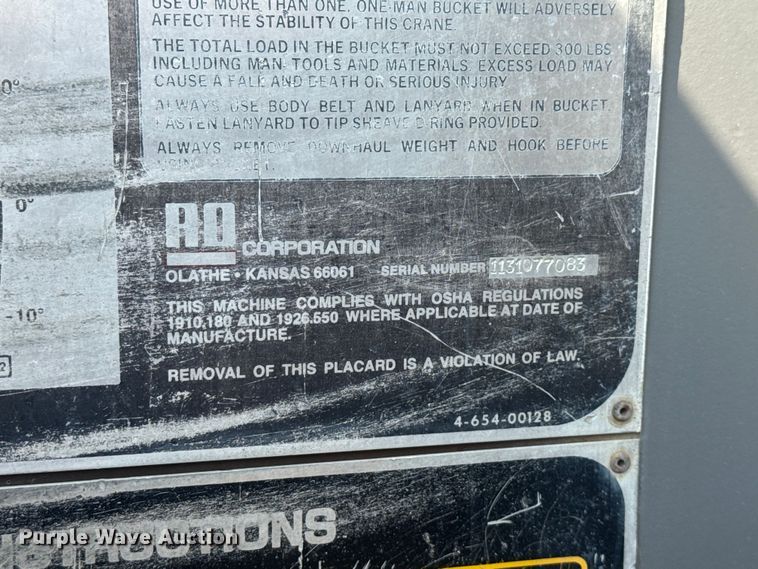 USE OF MORE THAN ONE, ONE-MAN BUCKET WILL ADVERSELY
AFFECT THE STABILITY OF THIS CRANE.
THE TOTAL LOAD IN THE BUCKET MUST NOT EXCEED 300 LBS
INCLUDING MAN, TOOLS AND MATERIALS. EXCESS LOAD MAY
CAUSE A FALL AND DEATH OR SERIOUS INJURY.
ALWAYS USE BODY BELT AND LANYARD WHEN IN BUCKET.
FASTEN LANYARD TO TIP SHEAVE D-RING PROVIDED.
ALWAYS REMOVE DOWNHAUL WEIGHT AND HOOK BEFORE
0°
0°
-10°
RO CORPORATION
OLATHE • KANSAS 66061 SERIAL NUMBER 1131077083
THIS MACHINE COMPLIES WITH OSHA REGULATIONS
1910.180 AND 1926.550 WHERE APPLICABLE AT DATE OF
MANUFACTURE.
REMOVAL OF THIS PLACARD IS A VIOLATION OF LAW.
4-654-00128
Purple Wave Auction